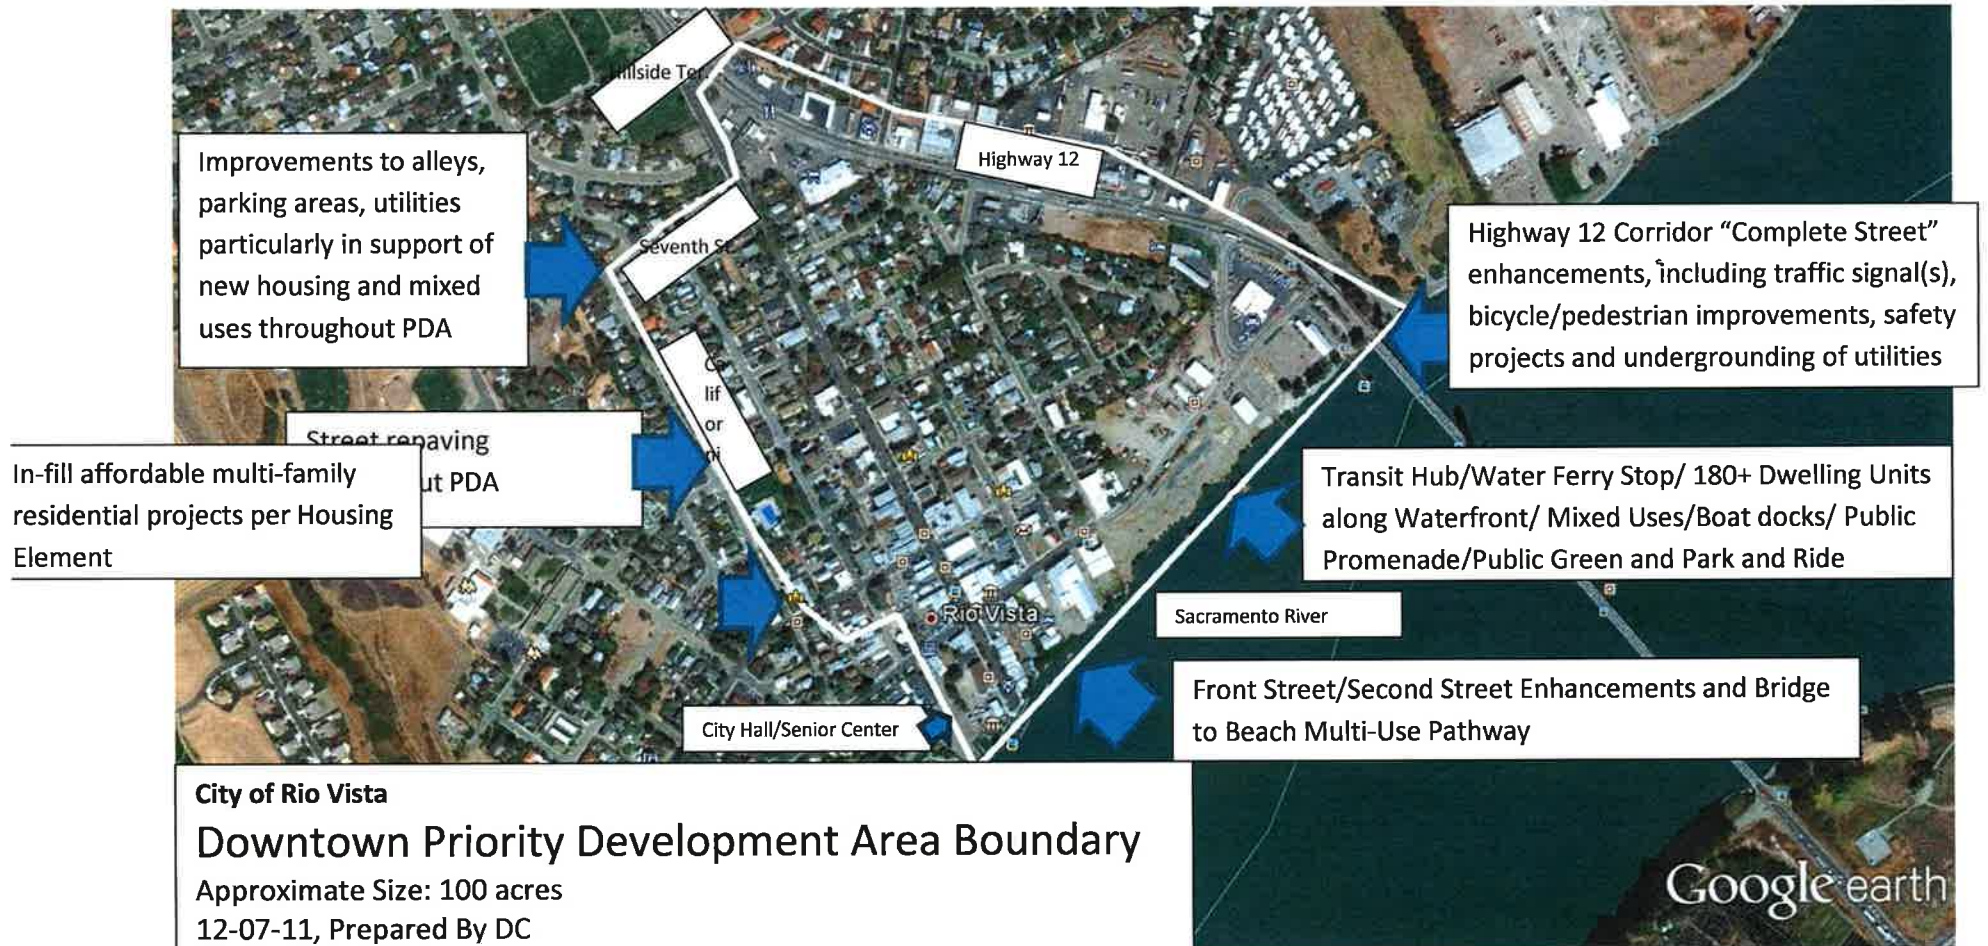 Hillside Ter.
Improvements to alleys,
parking areas, utilities
particularly in support of
new housing and mixed
uses throughout PDA
Highway 12
Seventh St
Highway 12 Corridor “Complete Street”
enhancements, including traffic signal(s),
bicycle/pedestrian improvements, safety
projects and undergrounding of utilities
Ca
lif
or
ni
Street repaving
ut PDA
In-fill affordable multi-family
residential projects per Housing
Element
Transit Hub/Water Ferry Stop/ 180+ Dwelling Units
along Waterfront/ Mixed Uses/Boat docks/ Public
Promenade/Public Green and Park and Ride
Rio Vista
Sacramento River
Front Street/Second Street Enhancements and Bridge
to Beach Multi-Use Pathway
City Hall/Senior Center
City of Rio Vista
Downtown Priority Development Area Boundary
Approximate Size: 100 acres
12-07-11, Prepared By DC
Google earth